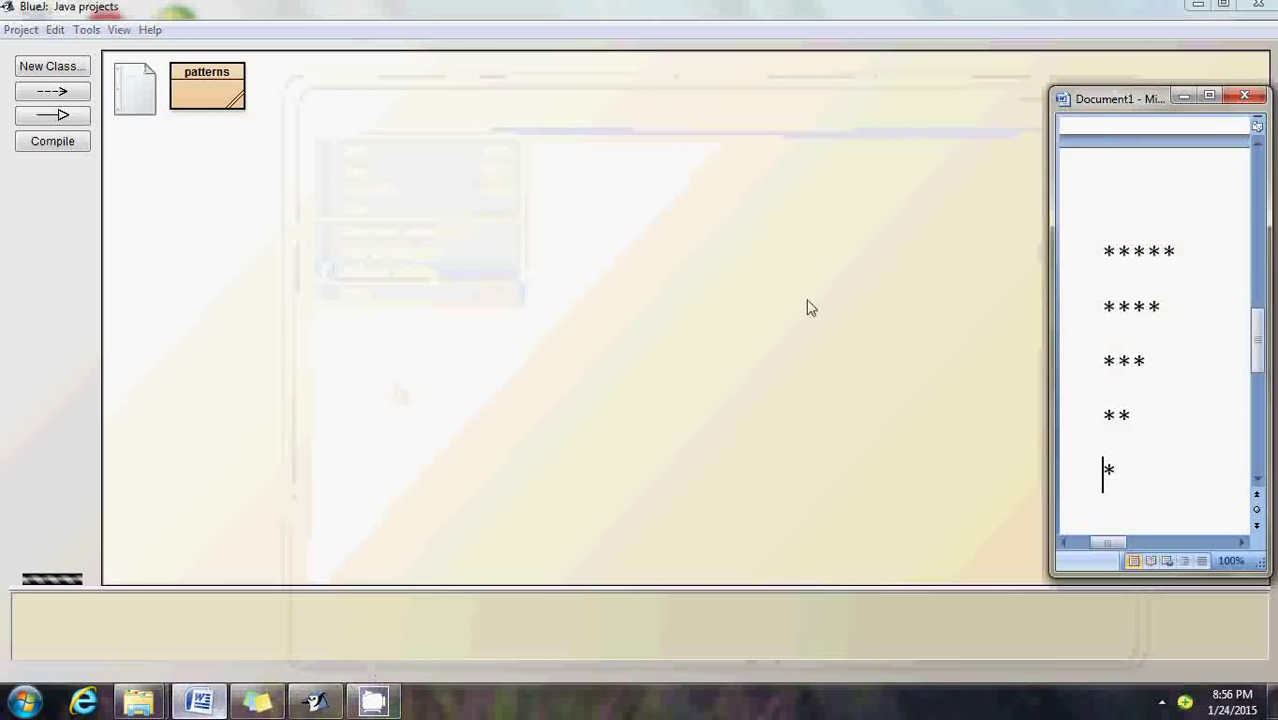 BlueJ: Java projects
Project Edit Tools View Help
New Class...
patterns
Compile
Document1 - Mi...
*****
****
***
**
*
100%
8:56 PM
1/24/2015